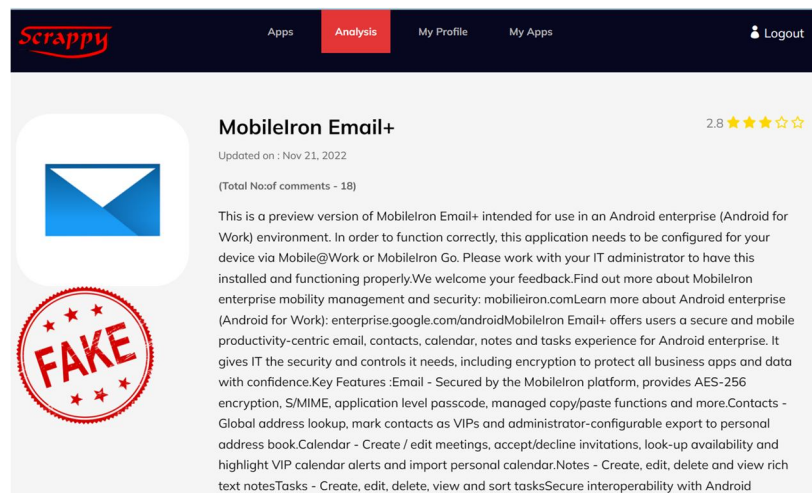 Scrappy
Apps
Analysis
My Profile
My Apps
Logout
MobileIron Email+
2.8
Updated on : Nov 21, 2022
(Total No:of comments - 18)
This is a preview version of MobileIron Email+ intended for use in an Android enterprise (Android for
Work) environment. In order to function correctly, this application needs to be configured for your
device via Mobile@Work or MobileIron Go. Please work with your IT administrator to have this
installed and functioning properly.We welcome your feedback.Find out more about MobileIron
enterprise mobility management and security: mobilieiron.comLearn more about Android enterprise
(Android for Work): enterprise.google.com/androidMobileIron Email+ offers users a secure and mobile
productivity-centric email, contacts, calendar, notes and tasks experience for Android enterprise. It
gives IT the security and controls it needs, including encryption to protect all business apps and data
with confidence.Key Features :Email - Secured by the MobileIron platform, provides AES-256
encryption, S/MIME, application level passcode, managed copy/paste functions and more.Contacts -
Global address lookup, mark contacts as VIPs and administrator-configurable export to personal
address book.Calendar - Create / edit meetings, accept/decline invitations, look-up availability and
highlight VIP calendar alerts and import personal calendar.Notes - Create, edit, delete and view rich
text notesTasks - Create, edit, delete, view and sort tasksSecure interoperability with Android
FAKE